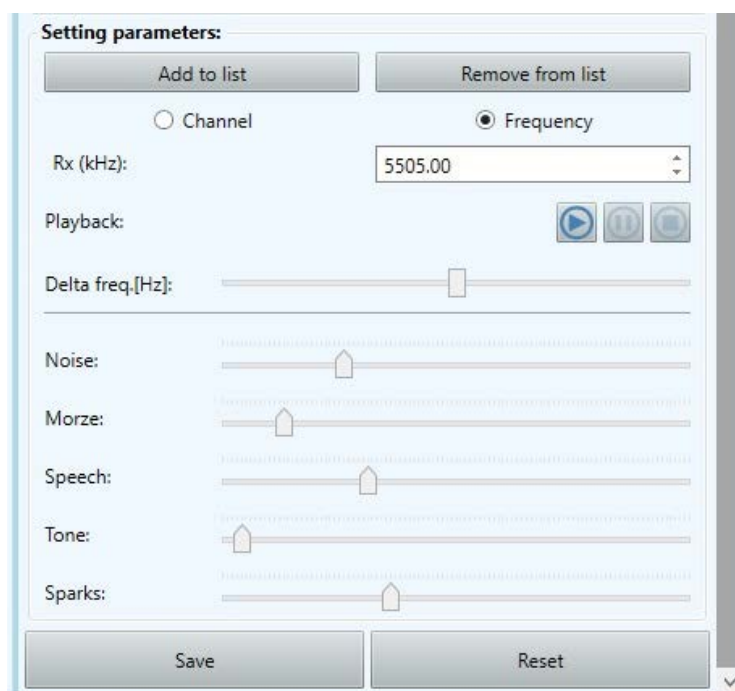 Setting parameters:
Add to list Remove from list
Channel Frequency
Rx (kHz): 5505.00
Playback:
Delta freq.[Hz]:
Noise:
Morze:
Speech:
Tone:
Sparks:
Save Reset